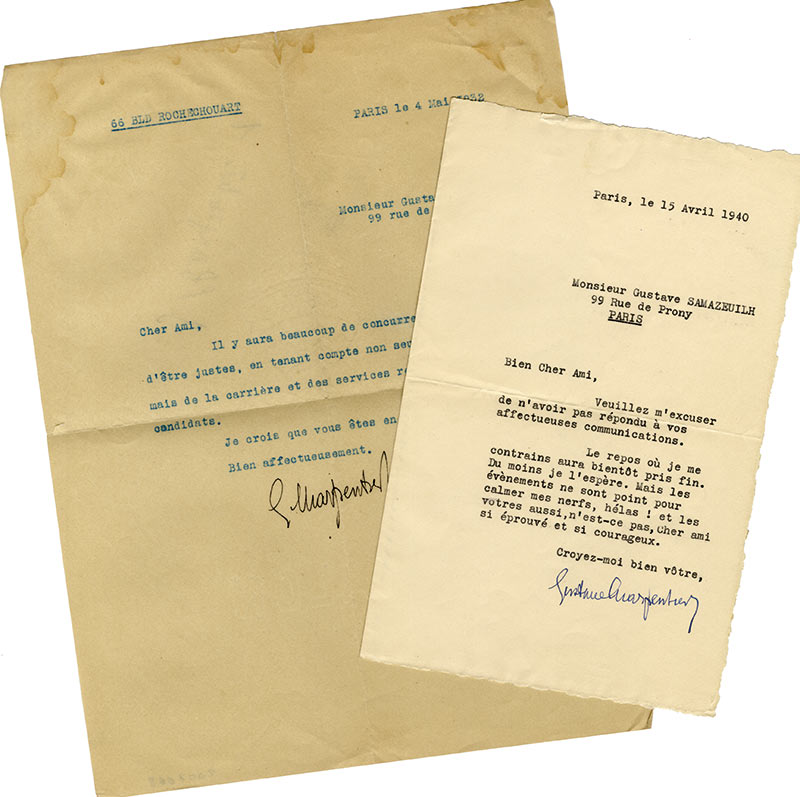 66 BLD ROCHECHOUART
PARIS le 4 Mai 1932
Monsieur Gusta
99 rue de
Cher Ami,
Il y aura beaucoup de concurre
d'être justes, en tenant compte non seu
mais de la carrière et des services re
candidats.
Je crois que vous êtes en
Bien affectueusement.
G Charpentier
Paris, le 15 Avril 1940
Monsieur Gustave SAMAZEUILH
99 Rue de Prony
PARIS
Bien Cher Ami,
Veuillez m'excuser
de n'avoir pas répondu à vos
affectueuses communications.
Le repos où je me
contrains aura bientôt pris fin.
Du moins je l'espère. Mais les
évènements ne sont point pour
calmer mes nerfs, hélas ! et les
vôtres aussi,n'est-ce pas,Cher ami
si éprouvé et si courageux.
Croyez-moi bien vôtre,
Gustave Charpentier